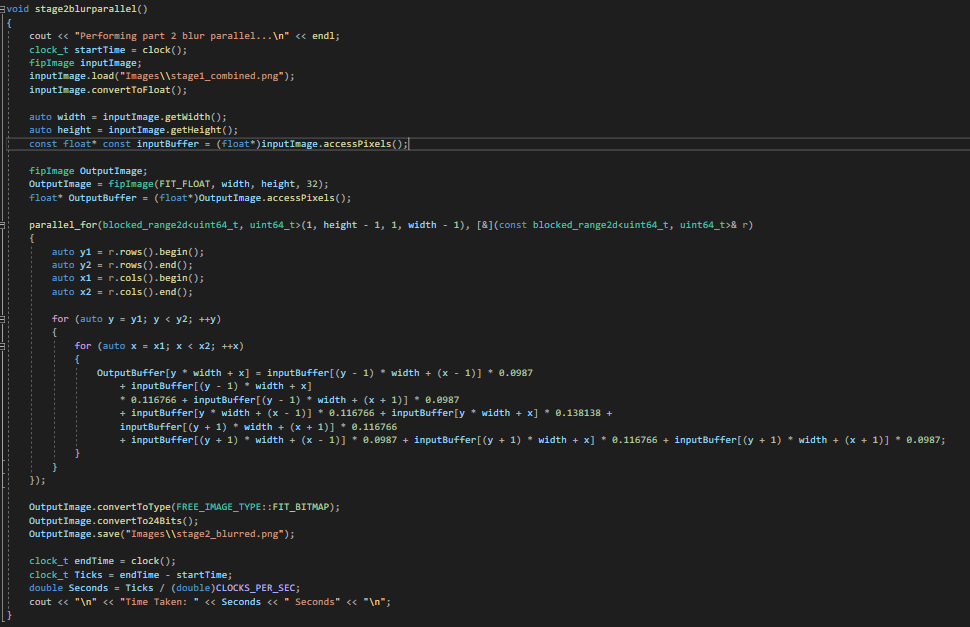 void stage2blurparallel()
{
cout << "Performing part 2 blur parallel...\n" << endl;
clock_t startTime = clock();
fipImage inputImage;
inputImage.load("Images\\stage1_combined.png");
inputImage.convertToFloat();
auto width = inputImage.getWidth();
auto height = inputImage.getHeight();
const float* const inputBuffer = (float*)inputImage.accessPixels();
fipImage OutputImage;
OutputImage = fipImage(FIT_FLOAT, width, height, 32);
float* OutputBuffer = (float*)OutputImage.accessPixels();
parallel_for(blocked_range2d<uint64_t, uint64_t>(1, height - 1, 1, width - 1), [&](const blocked_range2d<uint64_t, uint64_t>& r)
{
auto y1 = r.rows().begin();
auto y2 = r.rows().end();
auto x1 = r.cols().begin();
auto x2 = r.cols().end();
for (auto y = y1; y < y2; ++y)
{
for (auto x = x1; x < x2; ++x)
{
OutputBuffer[y * width + x] = inputBuffer[(y - 1) * width + (x - 1)] * 0.0987
+ inputBuffer[(y - 1) * width + x]
* 0.116766 + inputBuffer[(y - 1) * width + (x + 1)] * 0.0987
+ inputBuffer[y * width + (x - 1)] * 0.116766 + inputBuffer[y * width + x] * 0.138138 +
inputBuffer[(y + 1) * width + (x + 1)] * 0.116766
+ inputBuffer[(y + 1) * width + (x - 1)] * 0.0987 + inputBuffer[(y + 1) * width + x] * 0.116766 + inputBuffer[(y + 1) * width + (x + 1)] * 0.0987;
}
}
});
OutputImage.convertToType(FREE_IMAGE_TYPE::FIT_BITMAP);
OutputImage.convertTo24Bits();
OutputImage.save("Images\\stage2_blurred.png");
clock_t endTime = clock();
clock_t Ticks = endTime - startTime;
double Seconds = Ticks / (double)CLOCKS_PER_SEC;
cout << "\n" << "Time Taken: " << Seconds << " Seconds" << "\n";
}